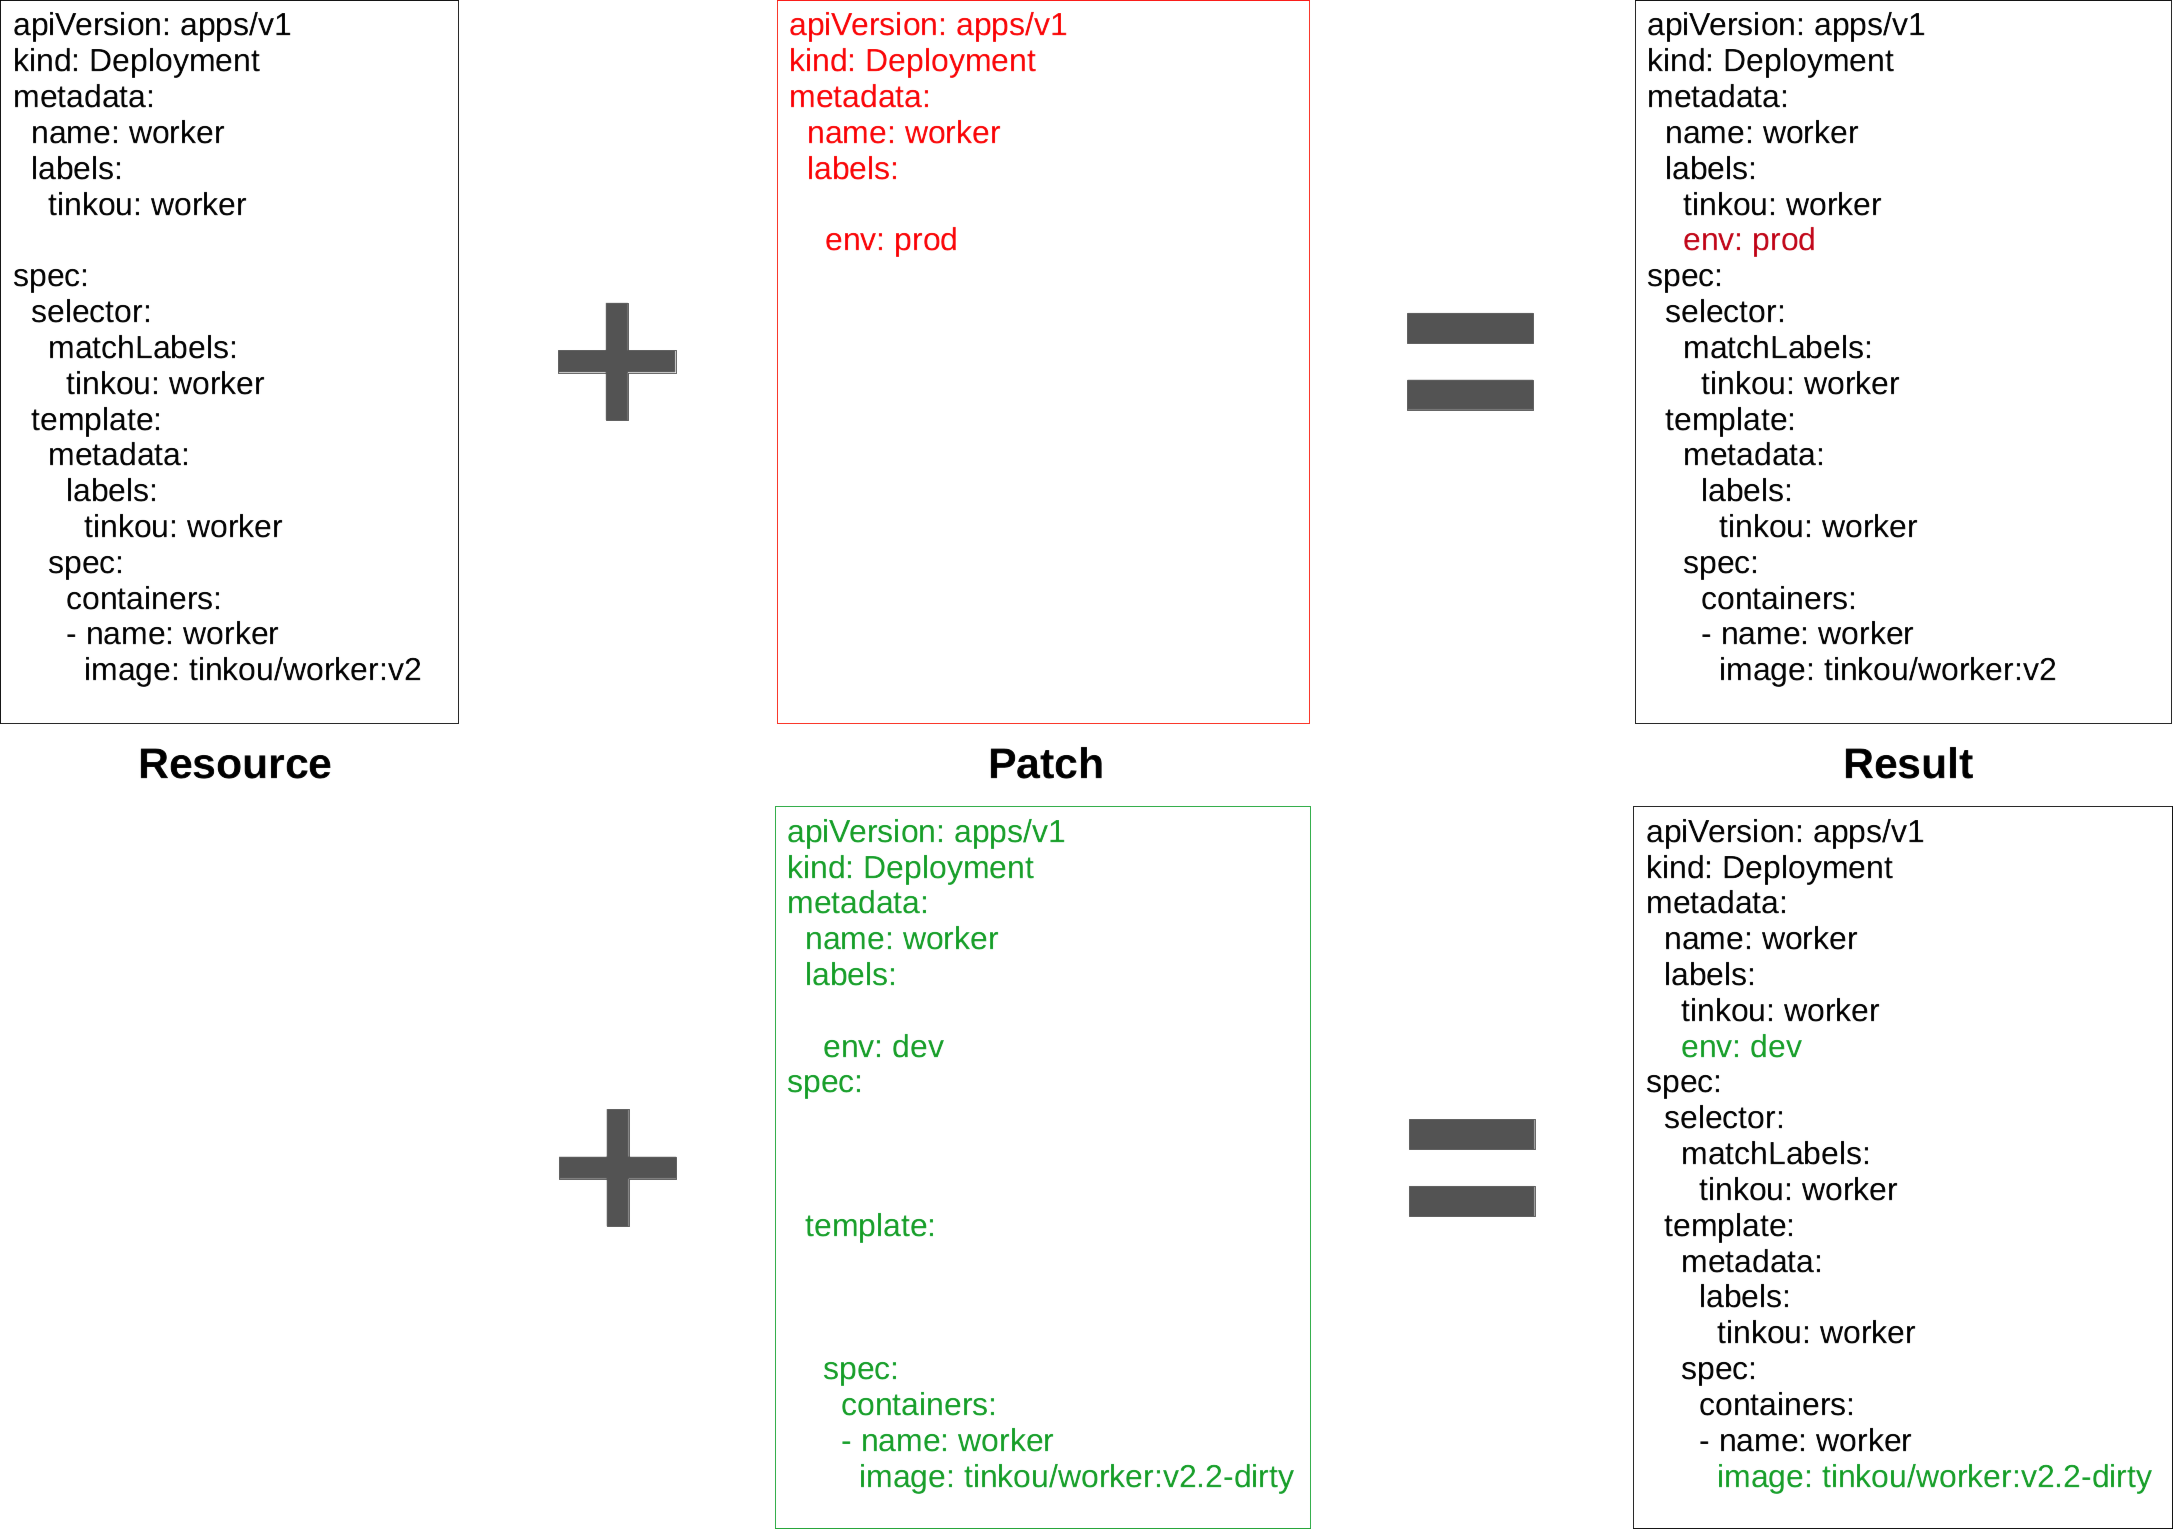 apiVersion: apps/v1
kind: Deployment
metadata:
  name: worker
  labels:
    tinkou: worker
spec:
  selector:
    matchLabels:
      tinkou: worker
  template:
    metadata:
      labels:
        tinkou: worker
    spec:
      containers:
      - name: worker
        image: tinkou/worker:v2
Resource
apiVersion: apps/v1
kind: Deployment
metadata:
  name: worker
  labels:
    env: prod
Patch
apiVersion: apps/v1
kind: Deployment
metadata:
  name: worker
  labels:
    tinkou: worker
    env: prod
spec:
  selector:
    matchLabels:
      tinkou: worker
  template:
    metadata:
      labels:
        tinkou: worker
    spec:
      containers:
      - name: worker
        image: tinkou/worker:v2
Result
apiVersion: apps/v1
kind: Deployment
metadata:
  name: worker
  labels:
    env: dev
spec:
  template:
    spec:
      containers:
      - name: worker
        image: tinkou/worker:v2.2-dirty
apiVersion: apps/v1
kind: Deployment
metadata:
  name: worker
  labels:
    tinkou: worker
    env: dev
spec:
  selector:
    matchLabels:
      tinkou: worker
  template:
    metadata:
      labels:
        tinkou: worker
    spec:
      containers:
      - name: worker
        image: tinkou/worker:v2.2-dirty